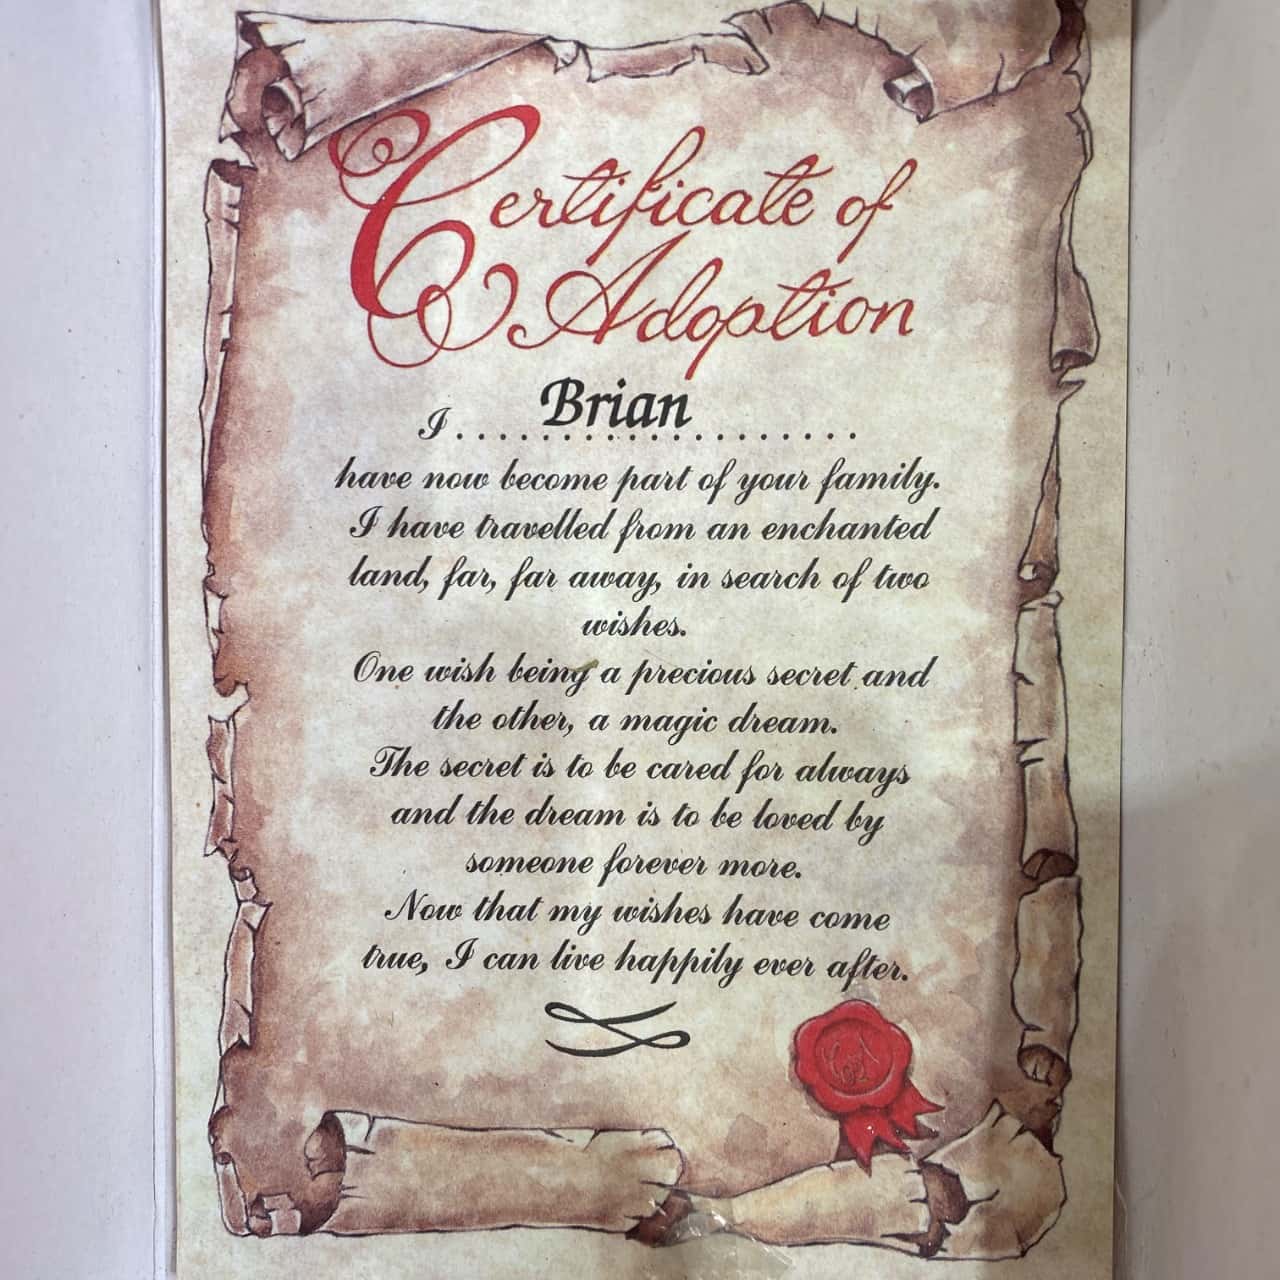 Certificate of
Adoption
I Brian....................
have now become part of your family.
I have travelled from an enchanted
land, far, far away, in search of two
wishes.
One wish being a precious secret and
the other, a magic dream.
The secret is to be cared for always
and the dream is to be loved by
someone forever more.
Now that my wishes have come
true, I can live happily ever after.